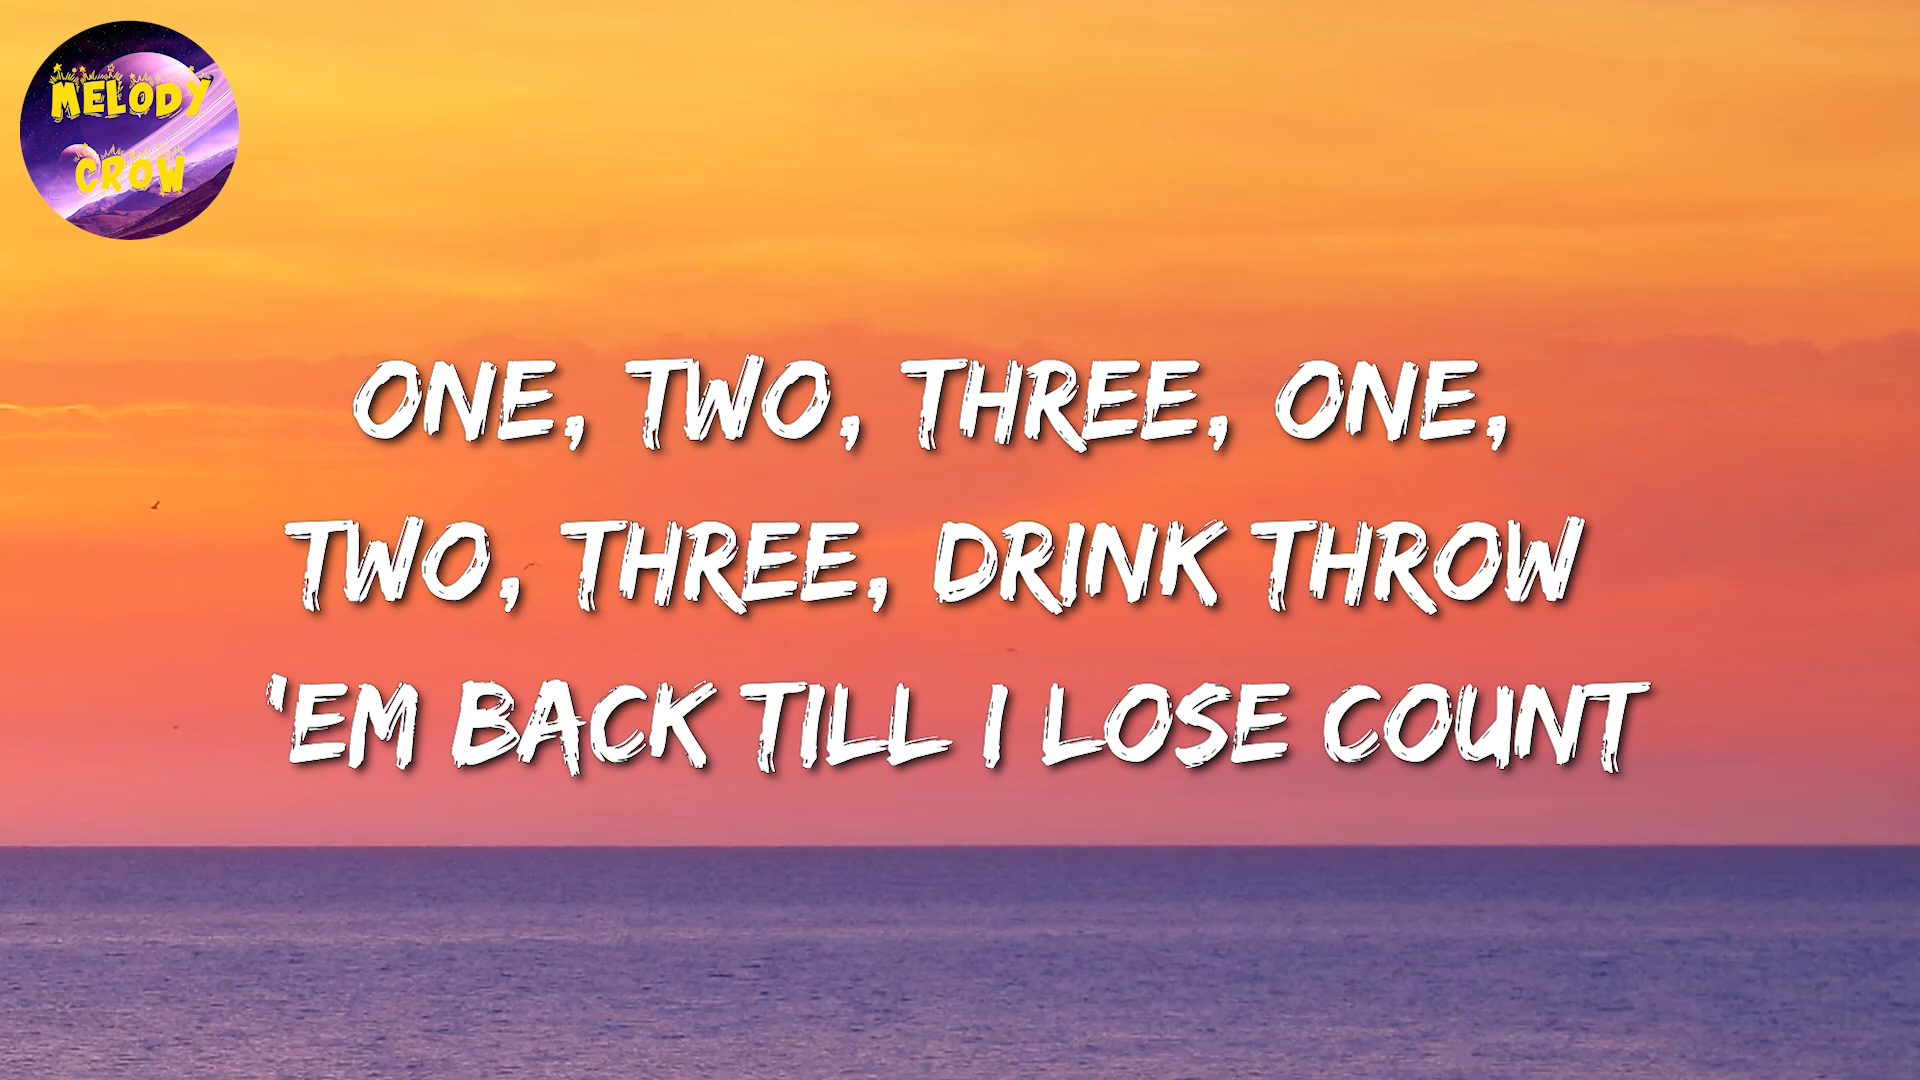 MELODY
CROW
ONE, TWO, THREE, ONE,
TWO, THREE, DRINK THROW
'EM BACK TILL I LOSE COUNT